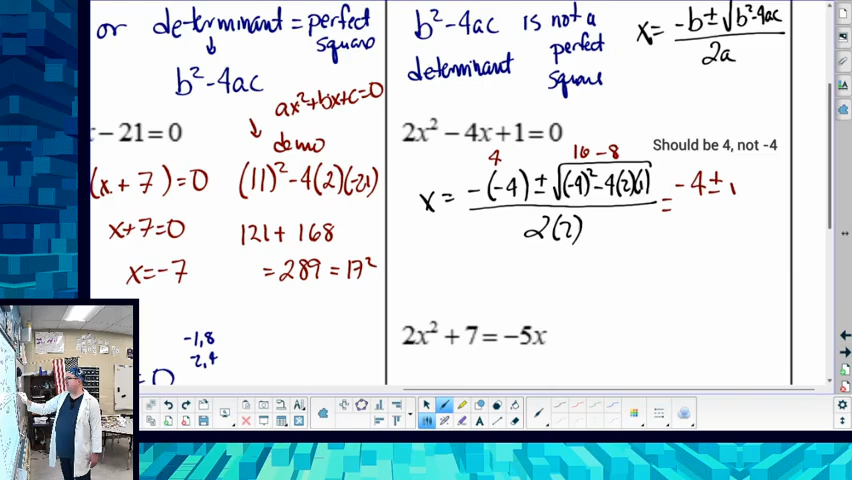 or determinant = perfect
square
b²-4ac
ax²+bx+c=0
demo
- 21 = 0
(x + 7) = 0
(11)²-4(2)(-21)
x+7=0
121 + 168
x=-7
= 289 = 17²
-1,8
2,4
=0
b²-4ac is not a
determinant perfect
square
x= -b±√b²-4ac
2a
2x² − 4x + 1 = 0
Should be 4, not -4
4
16-8
x = -(-4) ± √(-4)²-4(2)(1)
2(2)
= -4 ±
2x² + 7 = −5x